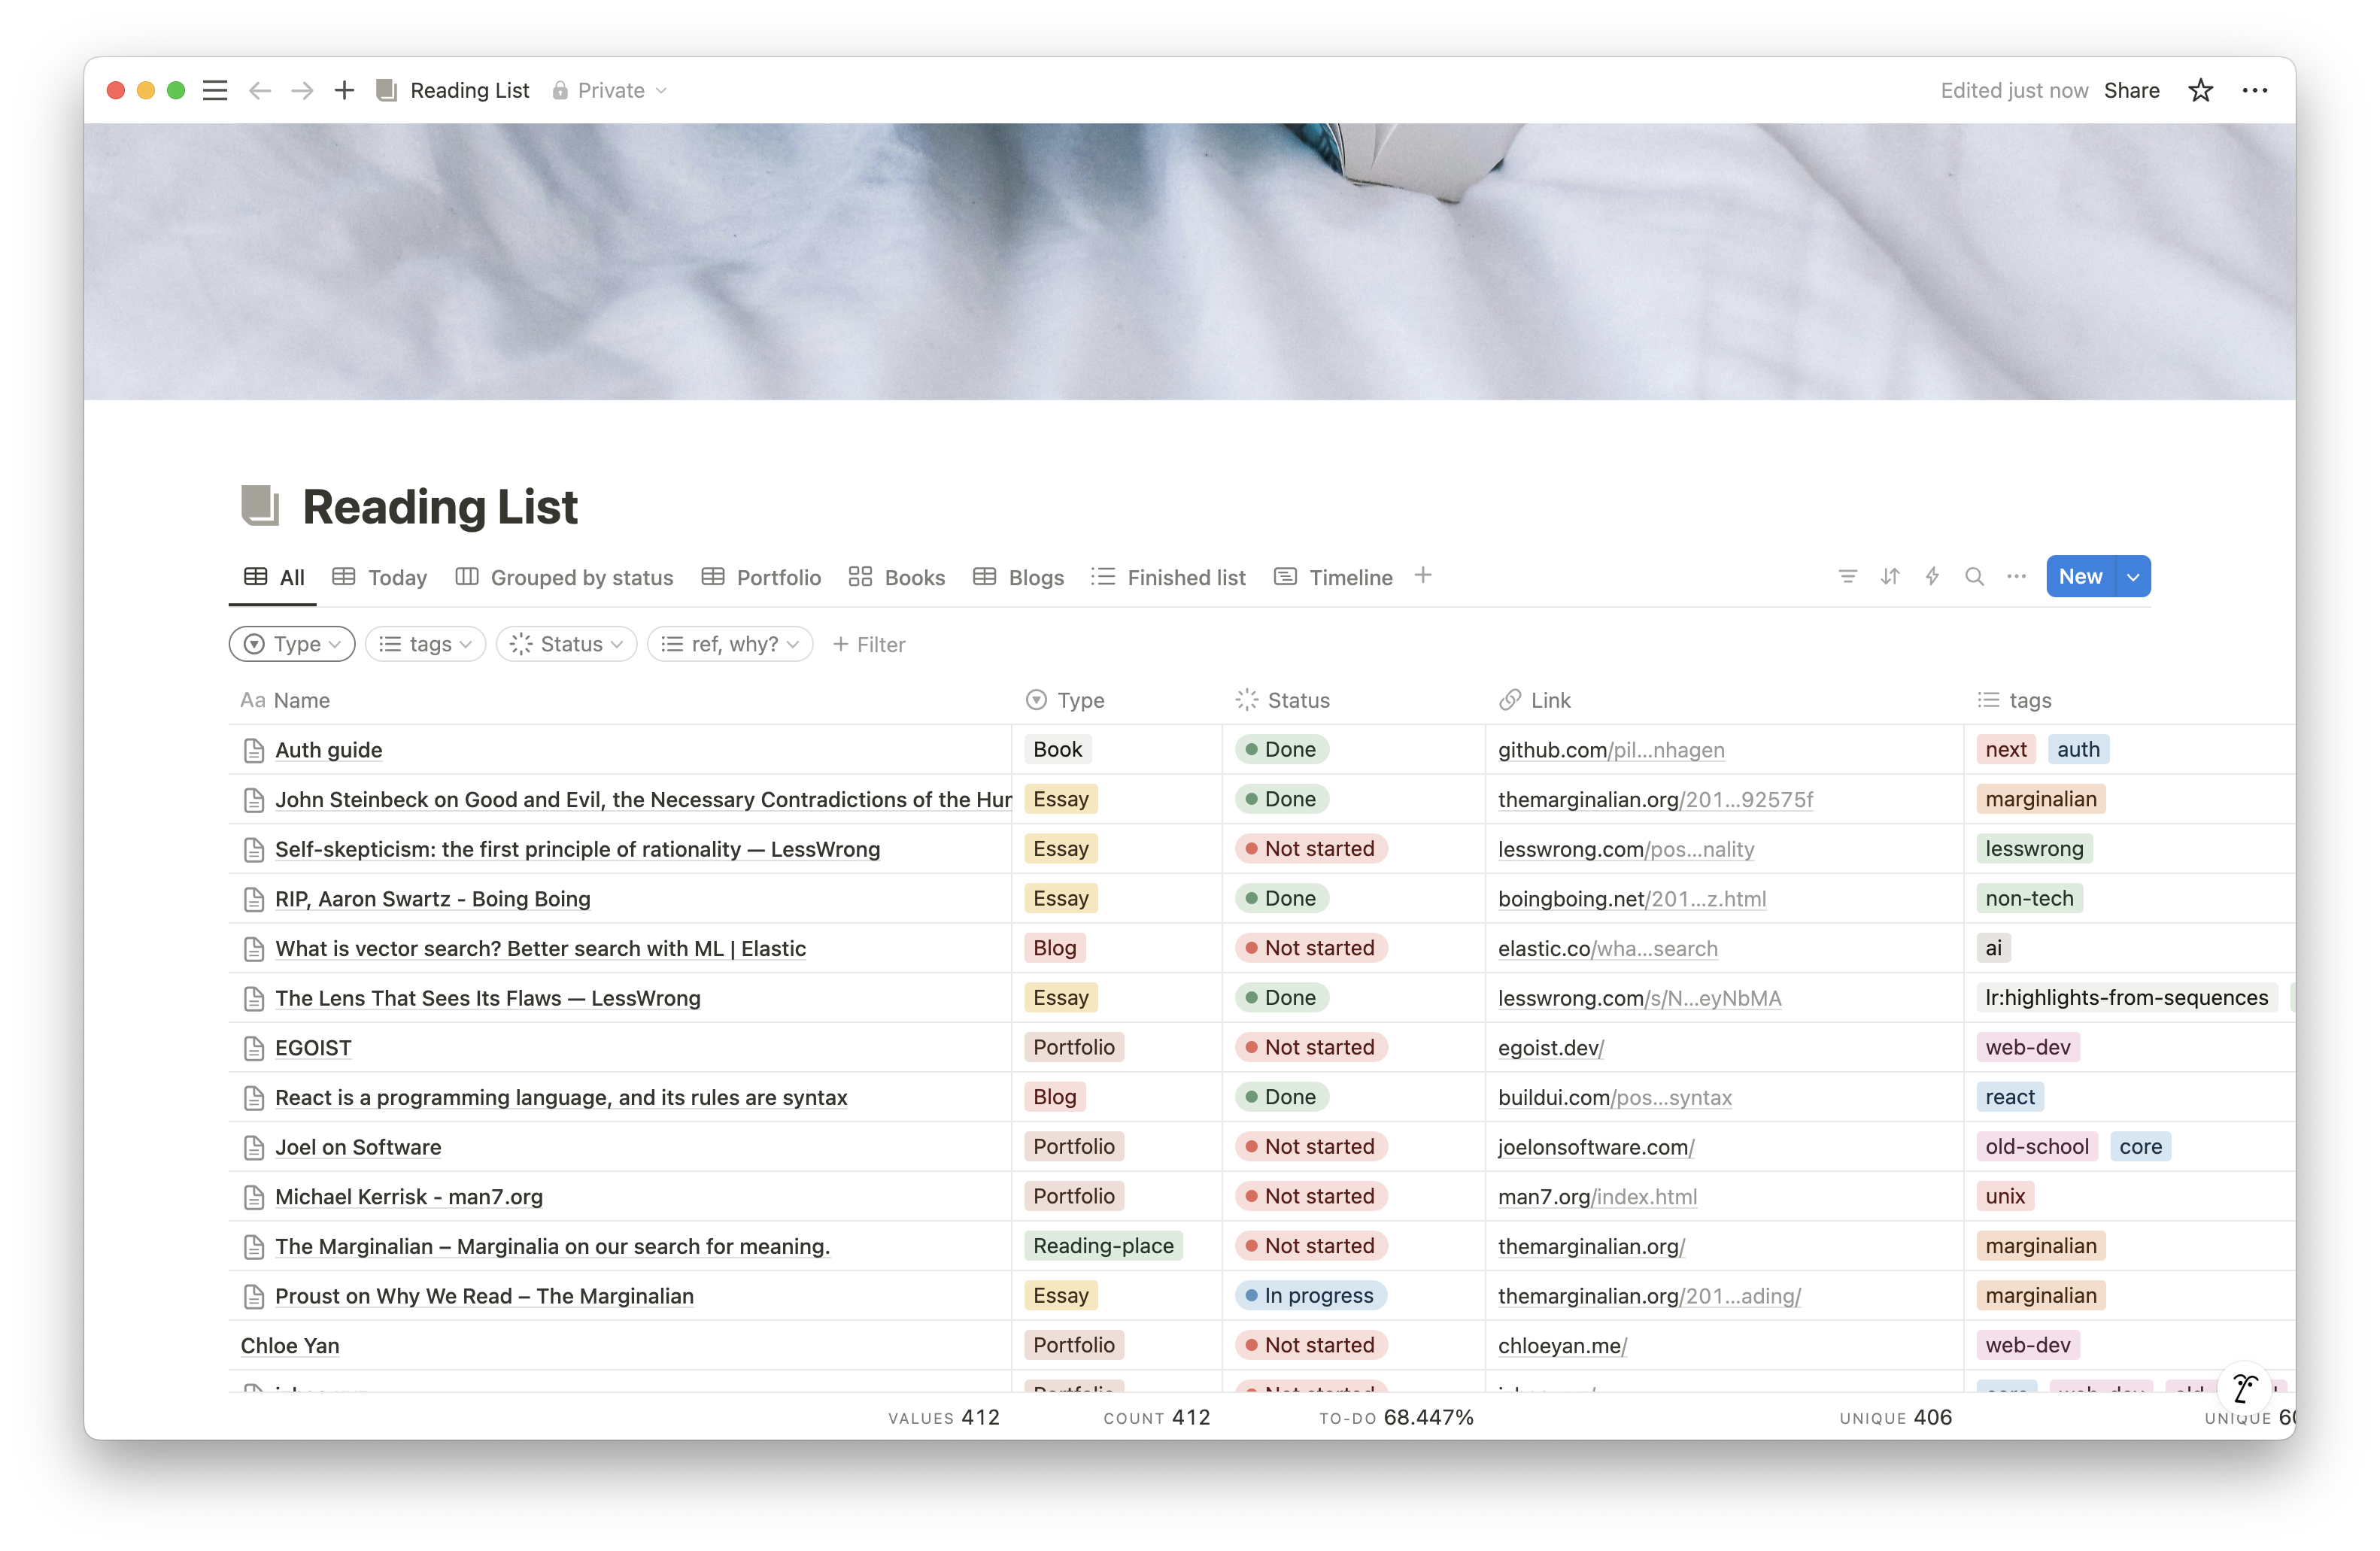 Reading List Private Edited just now Share
Reading List
All Today Grouped by status Portfolio Books Blogs Finished list Timeline New
Type tags Status ref, why? + Filter
Aa Name Type Status Link tags
Auth guide Book Done github.com/pil...nhagen next auth
John Steinbeck on Good and Evil, the Necessary Contradictions of the Essay Done themarginalian.org/201...92575f marginalian
Self-skepticism: the first principle of rationality — LessWrong Essay Not started lesswrong.com/pos...nality lesswrong
RIP, Aaron Swartz - Boing Boing Essay Done boingboing.net/201...z.html non-tech
What is vector search? Better search with ML | Elastic Blog Not started elastic.co/wha...search ai
The Lens That Sees Its Flaws — LessWrong Essay Done lesswrong.com/s/N...eyNbMA lr:highlights-from-sequences
EGOIST Portfolio Not started egoist.dev/ web-dev
React is a programming language, and its rules are syntax Blog Done buildui.com/pos...syntax react
Joel on Software Portfolio Not started joelonsoftware.com/ old-school core
Michael Kerrisk - man7.org Portfolio Not started man7.org/index.html unix
The Marginalian – Marginalia on our search for meaning. Reading-place Not started themarginalian.org/ marginalian
Proust on Why We Read – The Marginalian Essay In progress themarginalian.org/201...ading/ marginalian
Chloe Yan Portfolio Not started chloeyan.me/ web-dev
VALUES 412 COUNT 412 TO-DO 68.447% UNIQUE 406 UNIQUE